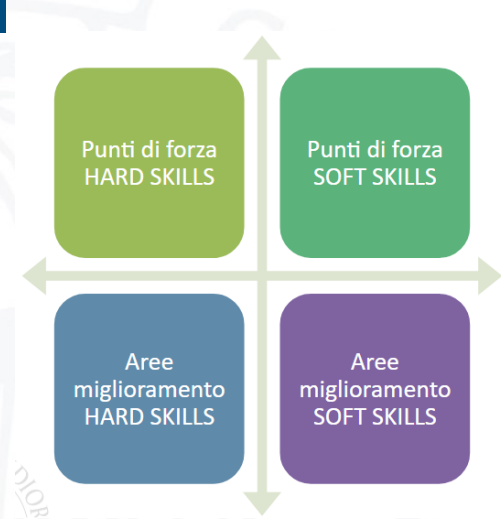 Punti di forza
HARD SKILLS
Punti di forza
SOFT SKILLS
Aree
miglioramento
HARD SKILLS
Aree
miglioramento
SOFT SKILLS